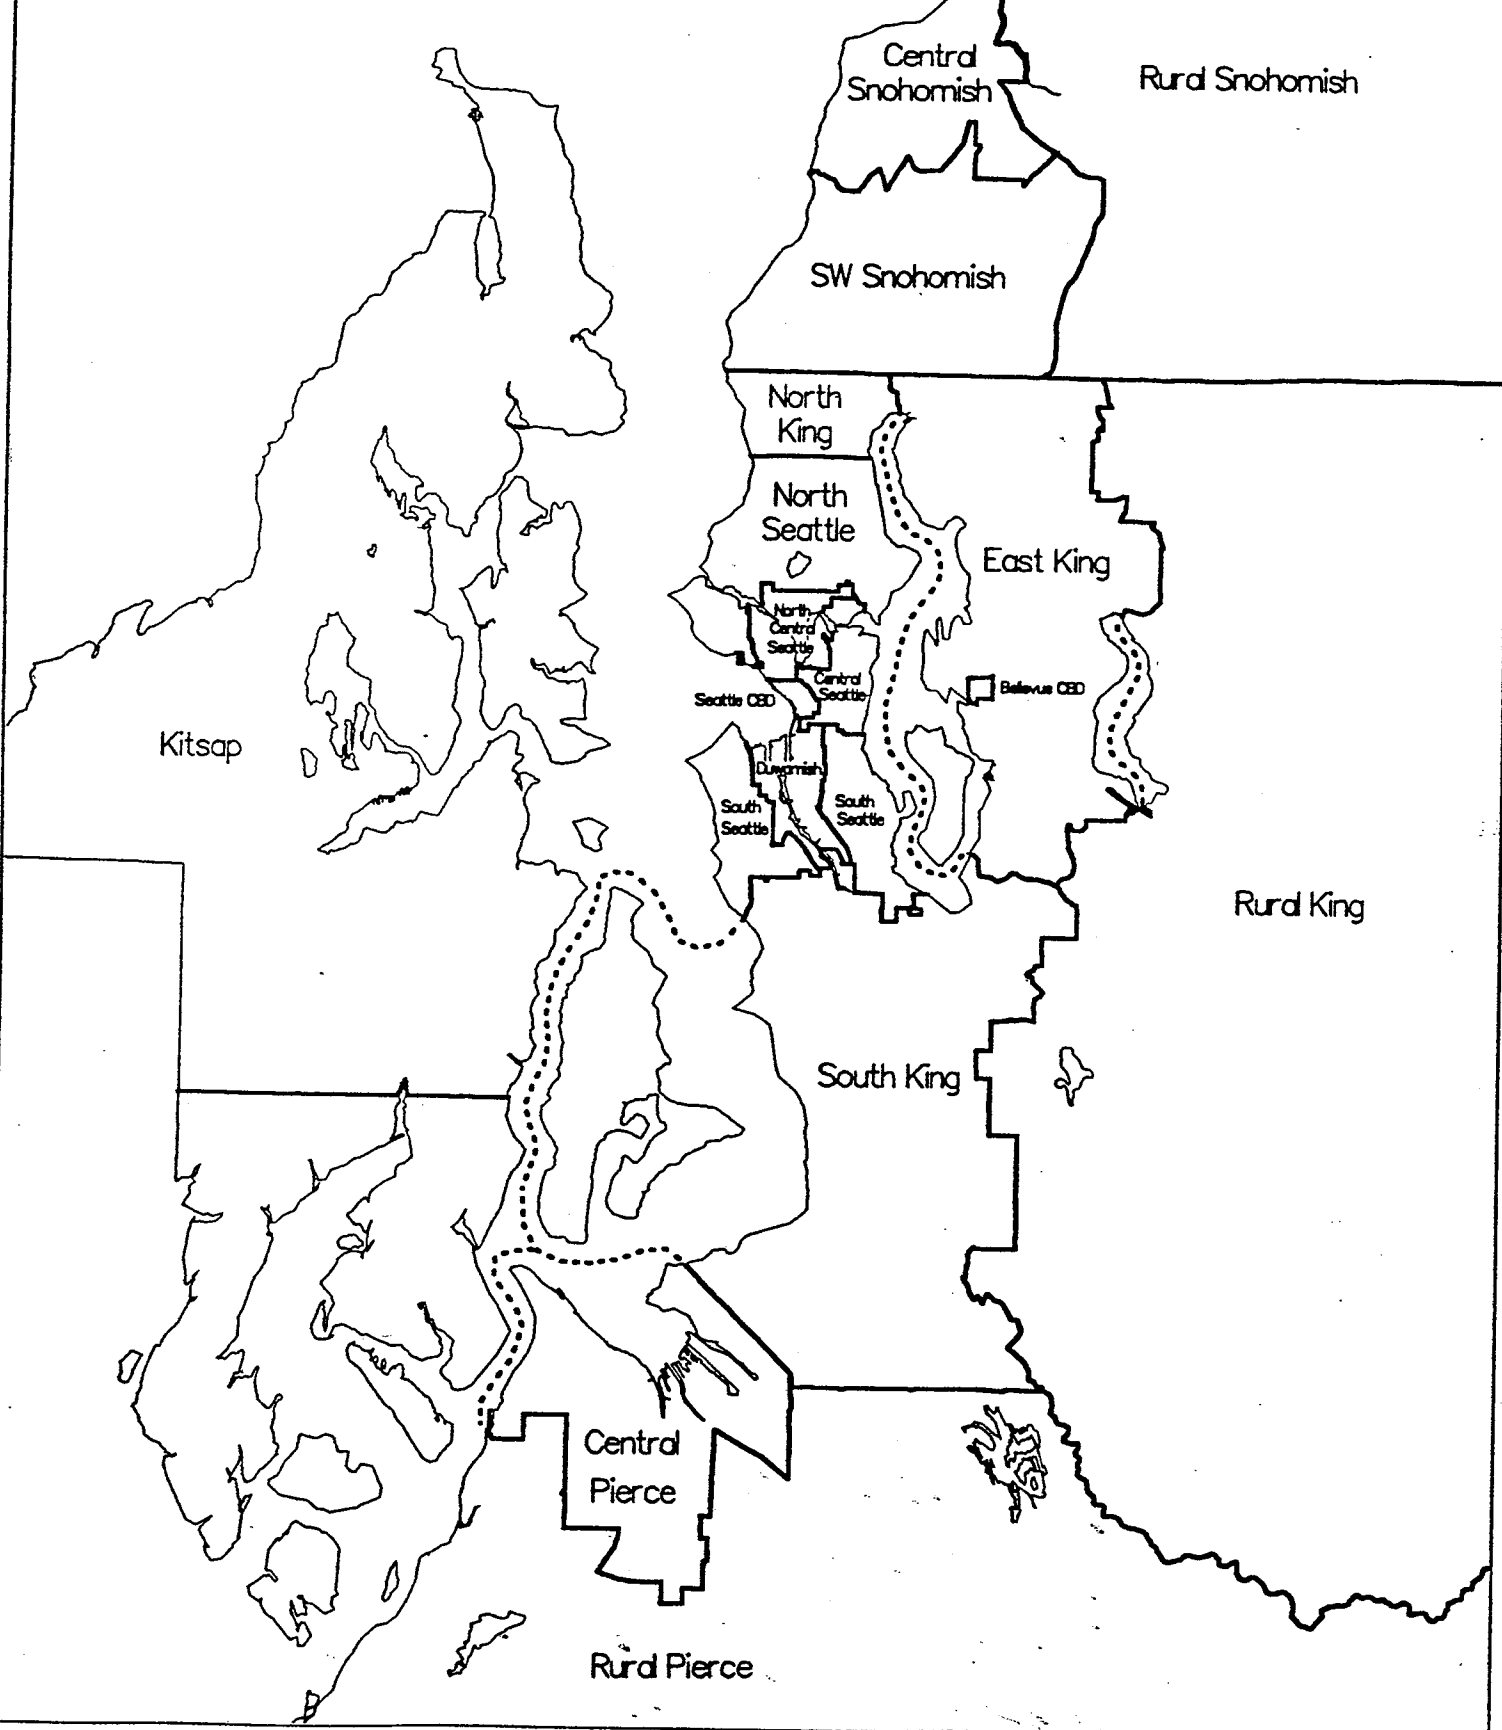 Central
Snohomish
Rural Snohomish
SW Snohomish
North
King
North
Seattle
East King
North
Central
Seattle
Central
Seattle
Seattle CBD
Bellevue CBD
Kitsap
Duwamish
South
Seattle
South
Seattle
Rural King
South King
Central
Pierce
Rural Pierce